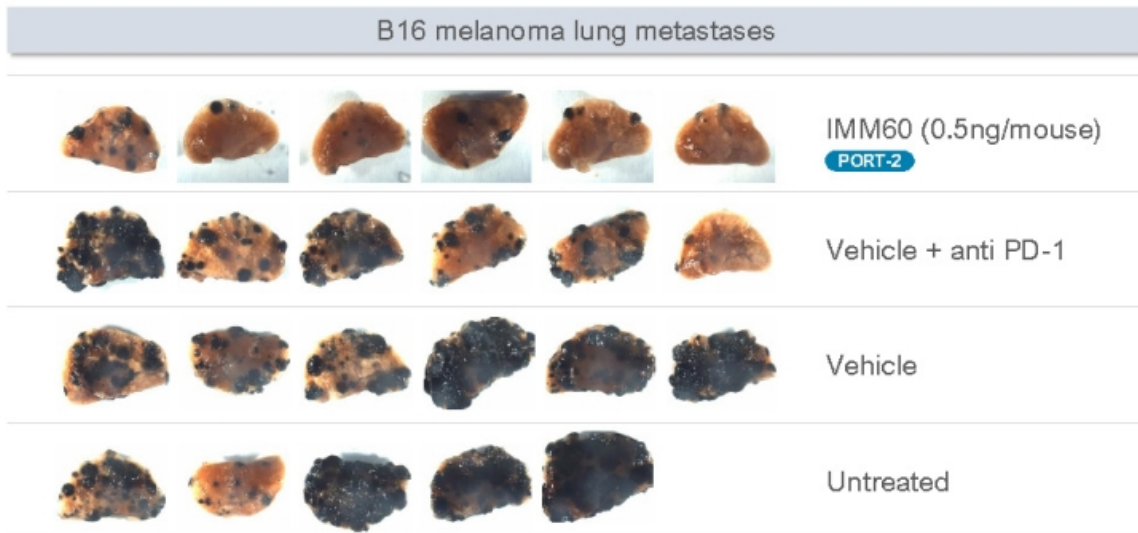 B16 melanoma lung metastases
IMM60 (0.5ng/mouse)
PORT-2
Vehicle + anti PD-1
Vehicle
Untreated